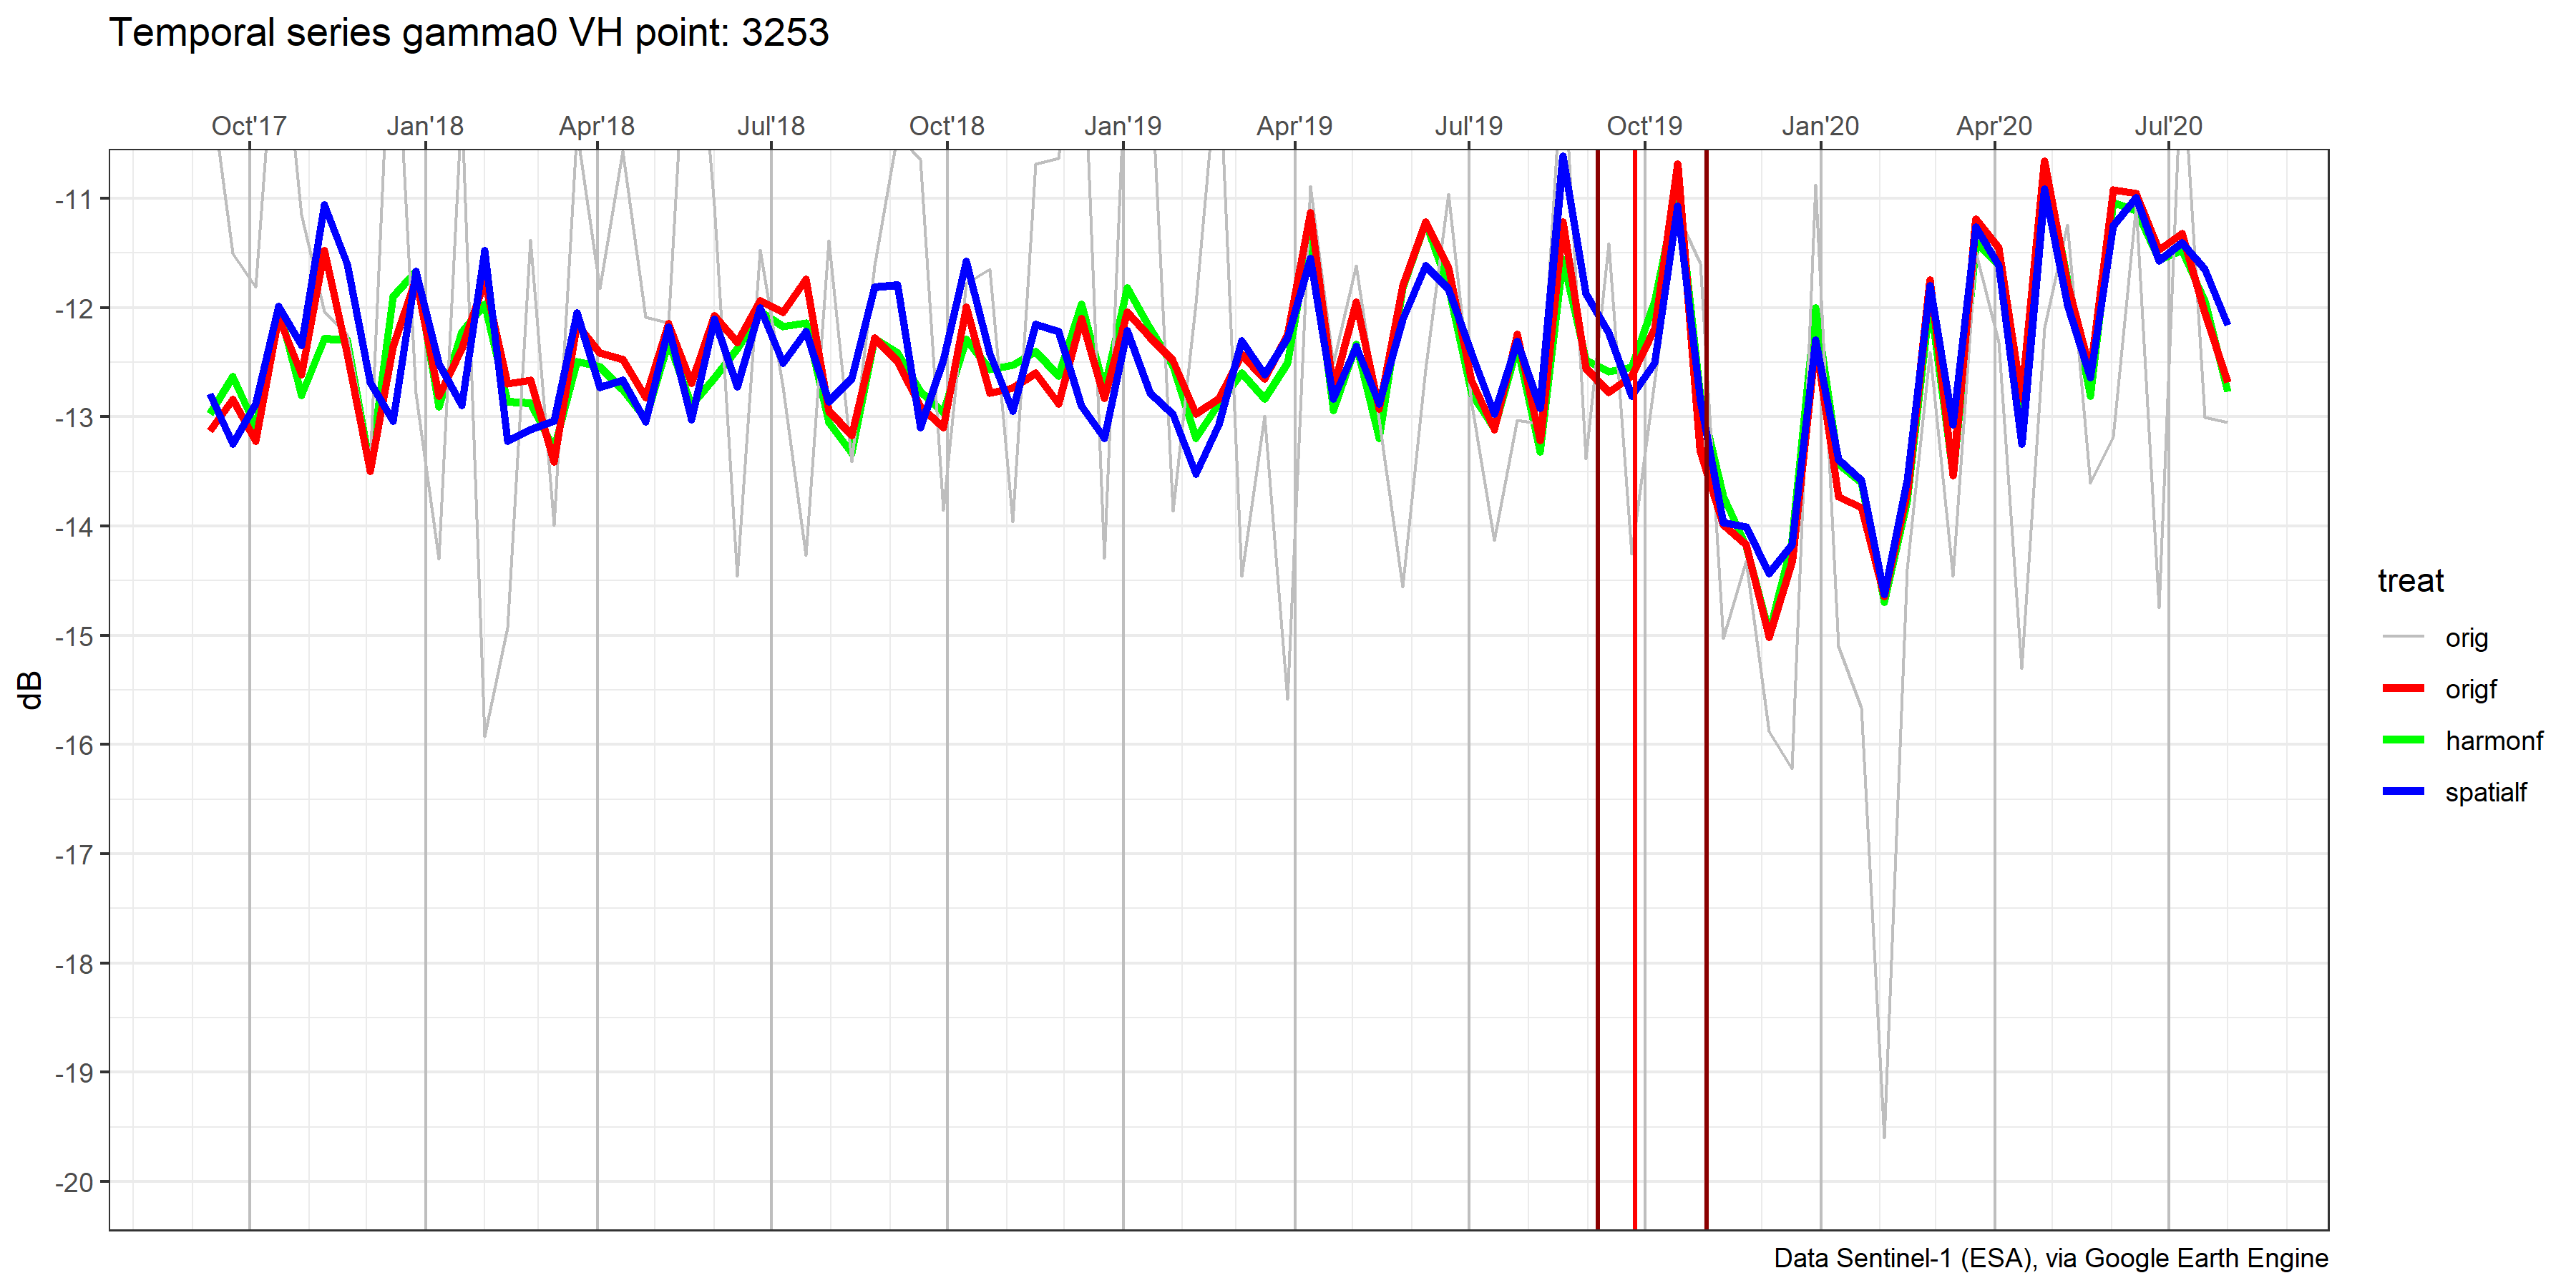 Temporal series gamma0 VH point: 3253
Oct'17 Jan'18 Apr'18 Jul'18 Oct'18 Jan'19 Apr'19 Jul'19 Oct'19 Jan'20 Apr'20 Jul'20
-11
-12
-13
-14
-15
-16
-17
-18
-19
-20
dB
treat
orig
origf
harmonf
spatialf
Data Sentinel-1 (ESA), via Google Earth Engine